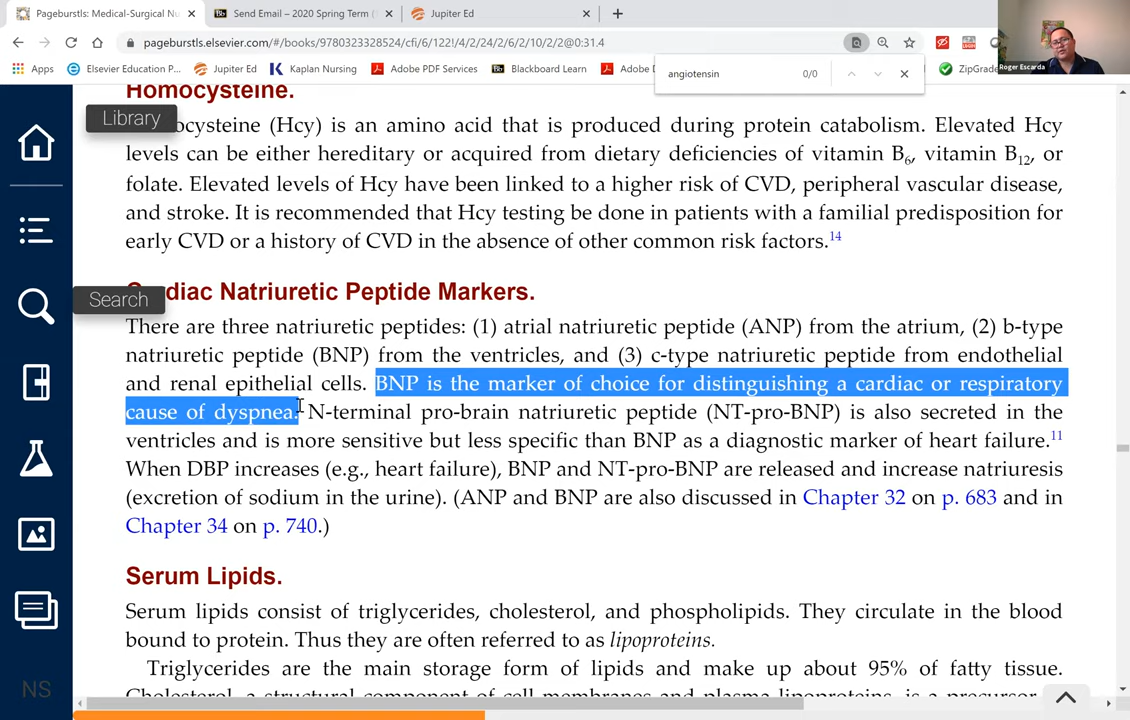 Pageburstls: Medical-Surgical Nu
Send Email – 2020 Spring Term (
Jupiter Ed
pageburstls.elsevier.com/#/books/9780323328524/cfi/6/122!/4/2/24/2/6/2/10/2/2@0:31.4
Roger Escarda
Apps
Elsevier Education P...
Jupiter Ed
Kaplan Nursing
Adobe PDF Services
Blackboard Learn
Adobe D
ZipGrade
angiotensin
0/0
Homocysteine.
Library
ocysteine (Hcy) is an amino acid that is produced during protein catabolism. Elevated Hcy
levels can be either hereditary or acquired from dietary deficiencies of vitamin B6, vitamin B12, or
folate. Elevated levels of Hcy have been linked to a higher risk of CVD, peripheral vascular disease,
and stroke. It is recommended that Hcy testing be done in patients with a familial predisposition for
early CVD or a history of CVD in the absence of other common risk factors.14
Search
diac Natriuretic Peptide Markers.
There are three natriuretic peptides: (1) atrial natriuretic peptide (ANP) from the atrium, (2) b-type
natriuretic peptide (BNP) from the ventricles, and (3) c-type natriuretic peptide from endothelial
and renal epithelial cells. BNP is the marker of choice for distinguishing a cardiac or respiratory
cause of dyspnea. N-terminal pro-brain natriuretic peptide (NT-pro-BNP) is also secreted in the
ventricles and is more sensitive but less specific than BNP as a diagnostic marker of heart failure.11
When DBP increases (e.g., heart failure), BNP and NT-pro-BNP are released and increase natriuresis
(excretion of sodium in the urine). (ANP and BNP are also discussed in Chapter 32 on p. 683 and in
Chapter 34 on p. 740.)
Serum Lipids.
Serum lipids consist of triglycerides, cholesterol, and phospholipids. They circulate in the blood
bound to protein. Thus they are often referred to as lipoproteins.
Triglycerides are the main storage form of lipids and make up about 95% of fatty tissue.
Cholesterol, a structural component of cell membranes and plasma lipoproteins, is a precursor
NS